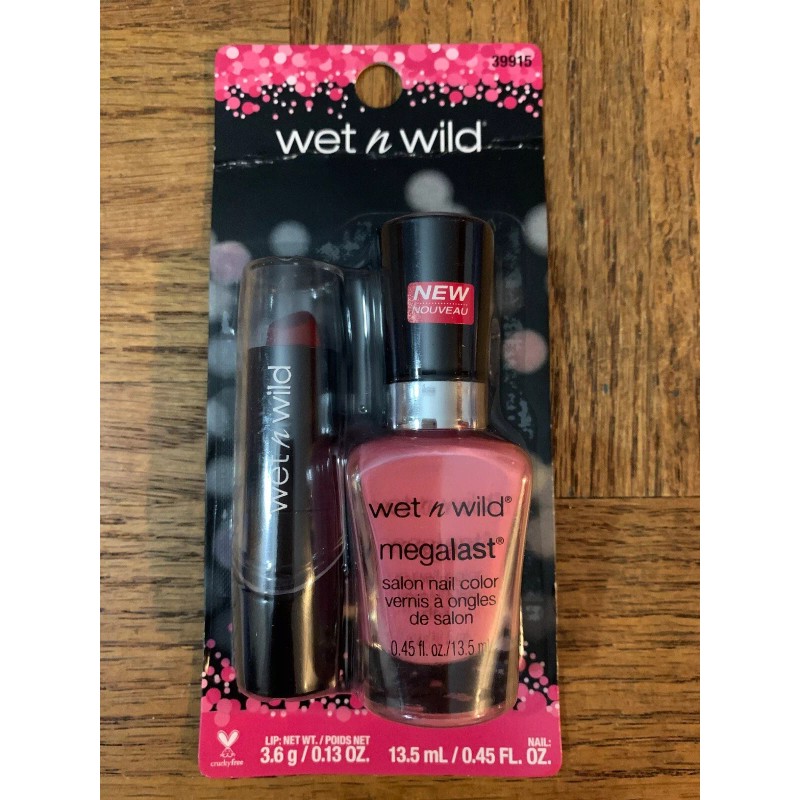 39915
wet n wild
NEW
NOUVEAU
wet n wild
wet n wild®
megalast®
salon nail color
vernis à ongles
de salon
0.45 fl. oz./13.5 ml
LIP: NET WT. / POIDS NET
3.6 g / 0.13 OZ.
NAIL:
13.5 mL / 0.45 FL. OZ.
crueltyfree